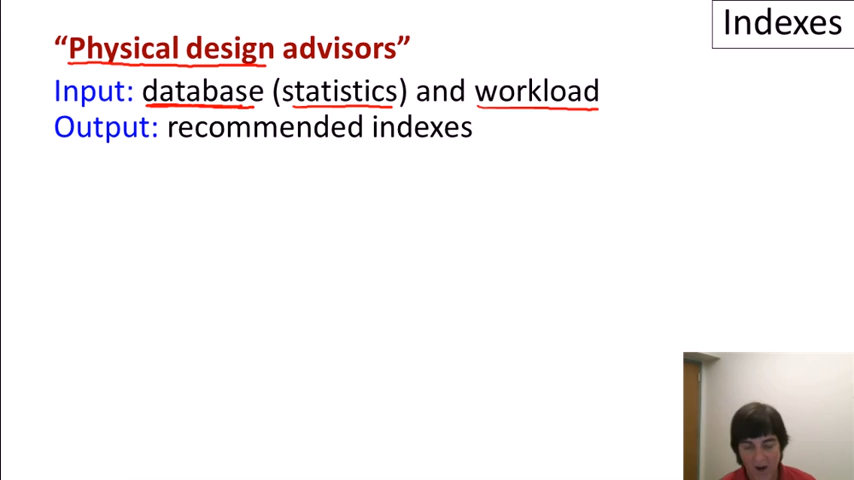 Indexes
“Physical design advisors”
Input: database (statistics) and workload
Output: recommended indexes